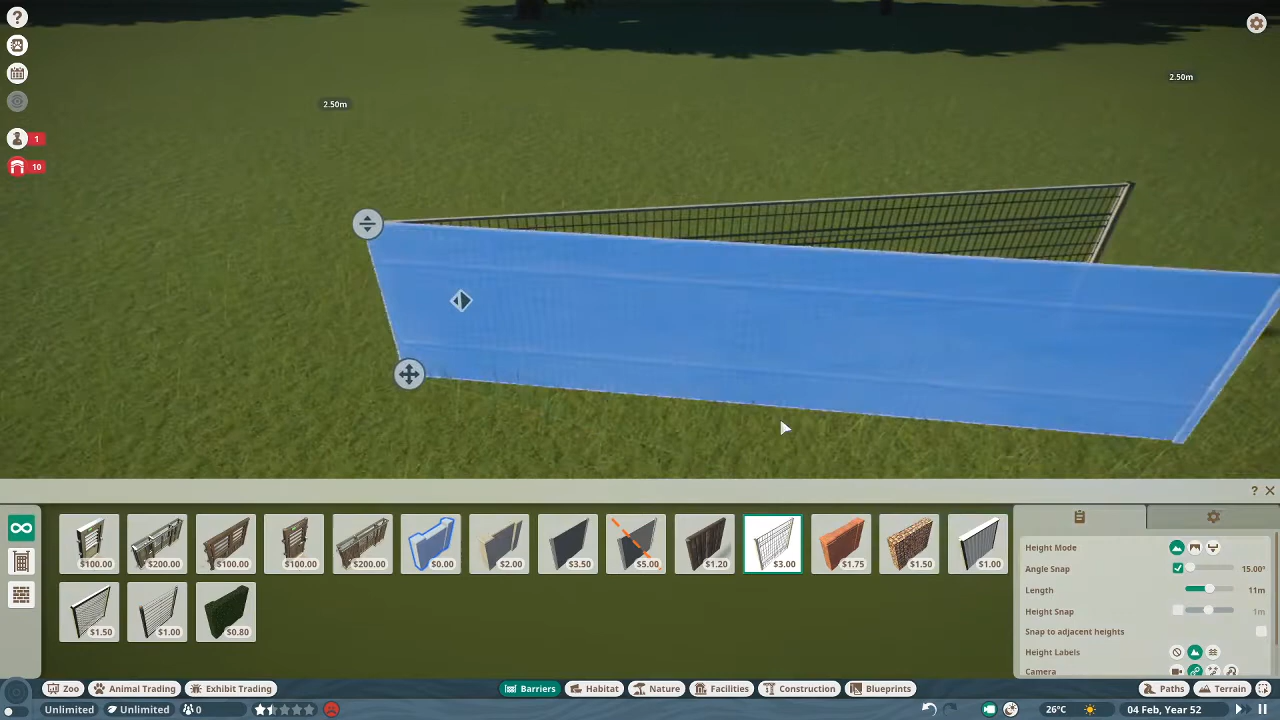 ?
2.50m
2.50m
1
10
? ×
$100.00 $200.00 $100.00 $100.00 $200.00 $0.00 $2.00 $3.50 $5.00 $1.20 $3.00 $1.75 $1.50 $1.00
$1.50 $1.00 $0.80
Height Mode
Angle Snap 15.00°
Length 11m
Height Snap 1m
Snap to adjacent heights
Height Labels
Camera
Zoo Animal Trading Exhibit Trading Barriers Habitat Nature Facilities Construction Blueprints Paths Terrain
Unlimited Unlimited 0 26°C 04 Feb, Year 52